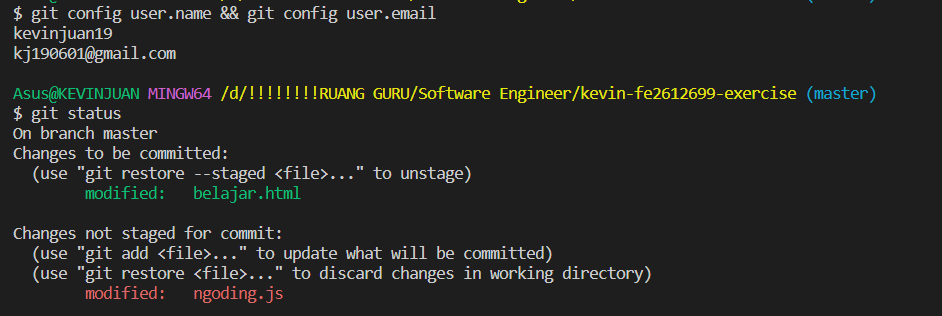 $ git config user.name && git config user.email
kevinjuan19
kj190601@gmail.com
Asus@KEVINJUAN MINGW64 /d/!!!!!!!!RUANG GURU/Software Engineer/kevin-fe2612699-exercise (master)
$ git status
On branch master
Changes to be committed:
(use "git restore --staged <file>..." to unstage)
modified: belajar.html
Changes not staged for commit:
(use "git add <file>..." to update what will be committed)
(use "git restore <file>..." to discard changes in working directory)
modified: ngoding.js